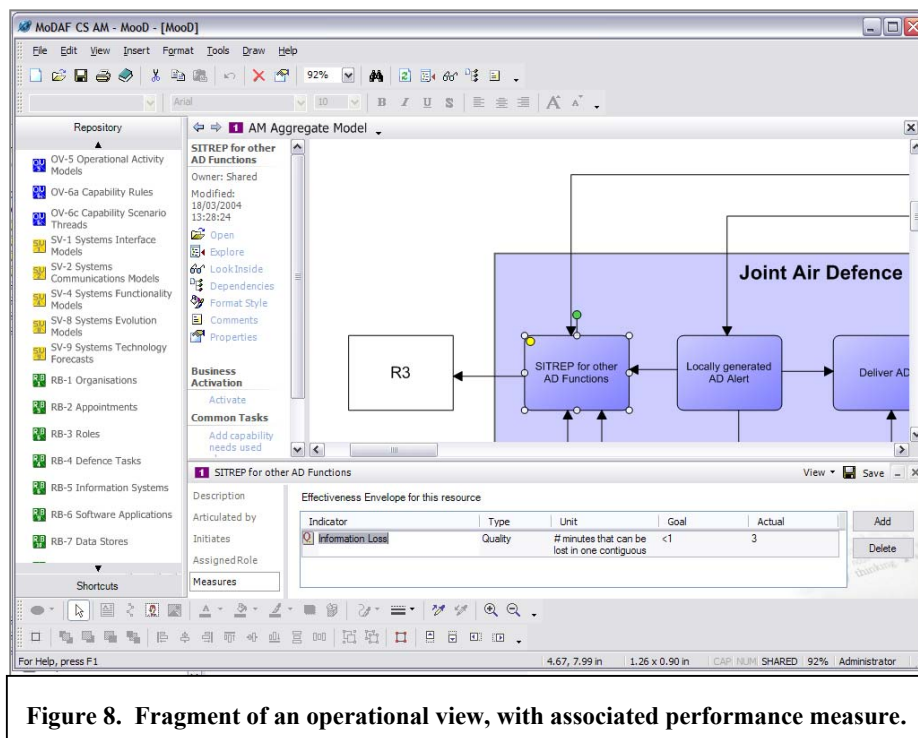 MoDAF CS AM - MooD - [MooD]
File Edit View Insert Format Tools Draw Help
92%
Arial 10 B I U S A A
Repository
OV-5 Operational Activity
Models
OV-6a Capability Rules
OV-6c Capability Scenario
Threads
SV-1 Systems Interface
Models
SV-2 Systems
Communications Models
SV-4 Systems Functionality
Models
SV-8 Systems Evolution
Models
SV-9 Systems Technology
Forecasts
RB-1 Organisations
RB-2 Appointments
RB-3 Roles
RB-4 Defence Tasks
RB-5 Information Systems
RB-6 Software Applications
RB-7 Data Stores
Shortcuts
1 AM Aggregate Model
SITREP for other
AD Functions
Owner: Shared
Modified:
18/03/2004
13:28:24
Open
Explore
Look Inside
Dependencies
Format Style
Comments
Properties
Business
Activation
Activate
Common Tasks
Add capability
needs used
Joint Air Defence
R3
SITREP for other
AD Functions
Locally generated
AD Alert
Deliver AD
1 SITREP for other AD Functions
View Save
Description
Articulated by
Initiates
AssignedRole
Measures
Effectiveness Envelope for this resource
Indicator Type Unit Goal Actual
Information Loss Quality # minutes that can be <1 3
lost in one contiguous
Add
Delete
thinking.
For Help, press F1 4.67, 7.99 in 1.26 x 0.90 in CAP NUM SHARED 92% Administrator
Figure 8. Fragment of an operational view, with associated performance measure.